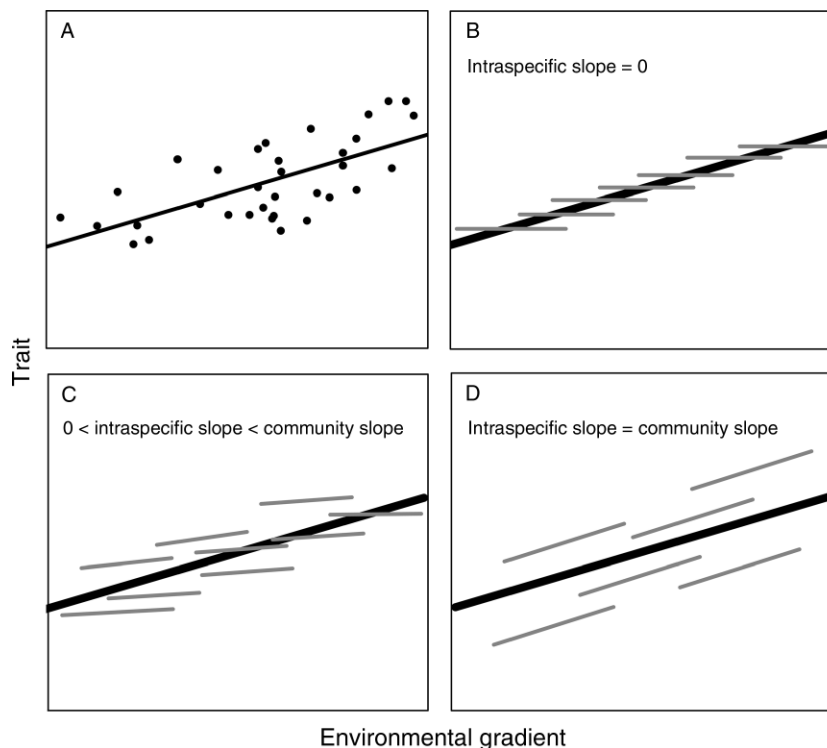 A
B
Intraspecific slope = 0
Trait
C
0 < intraspecific slope < community slope
D
Intraspecific slope = community slope
Environmental gradient